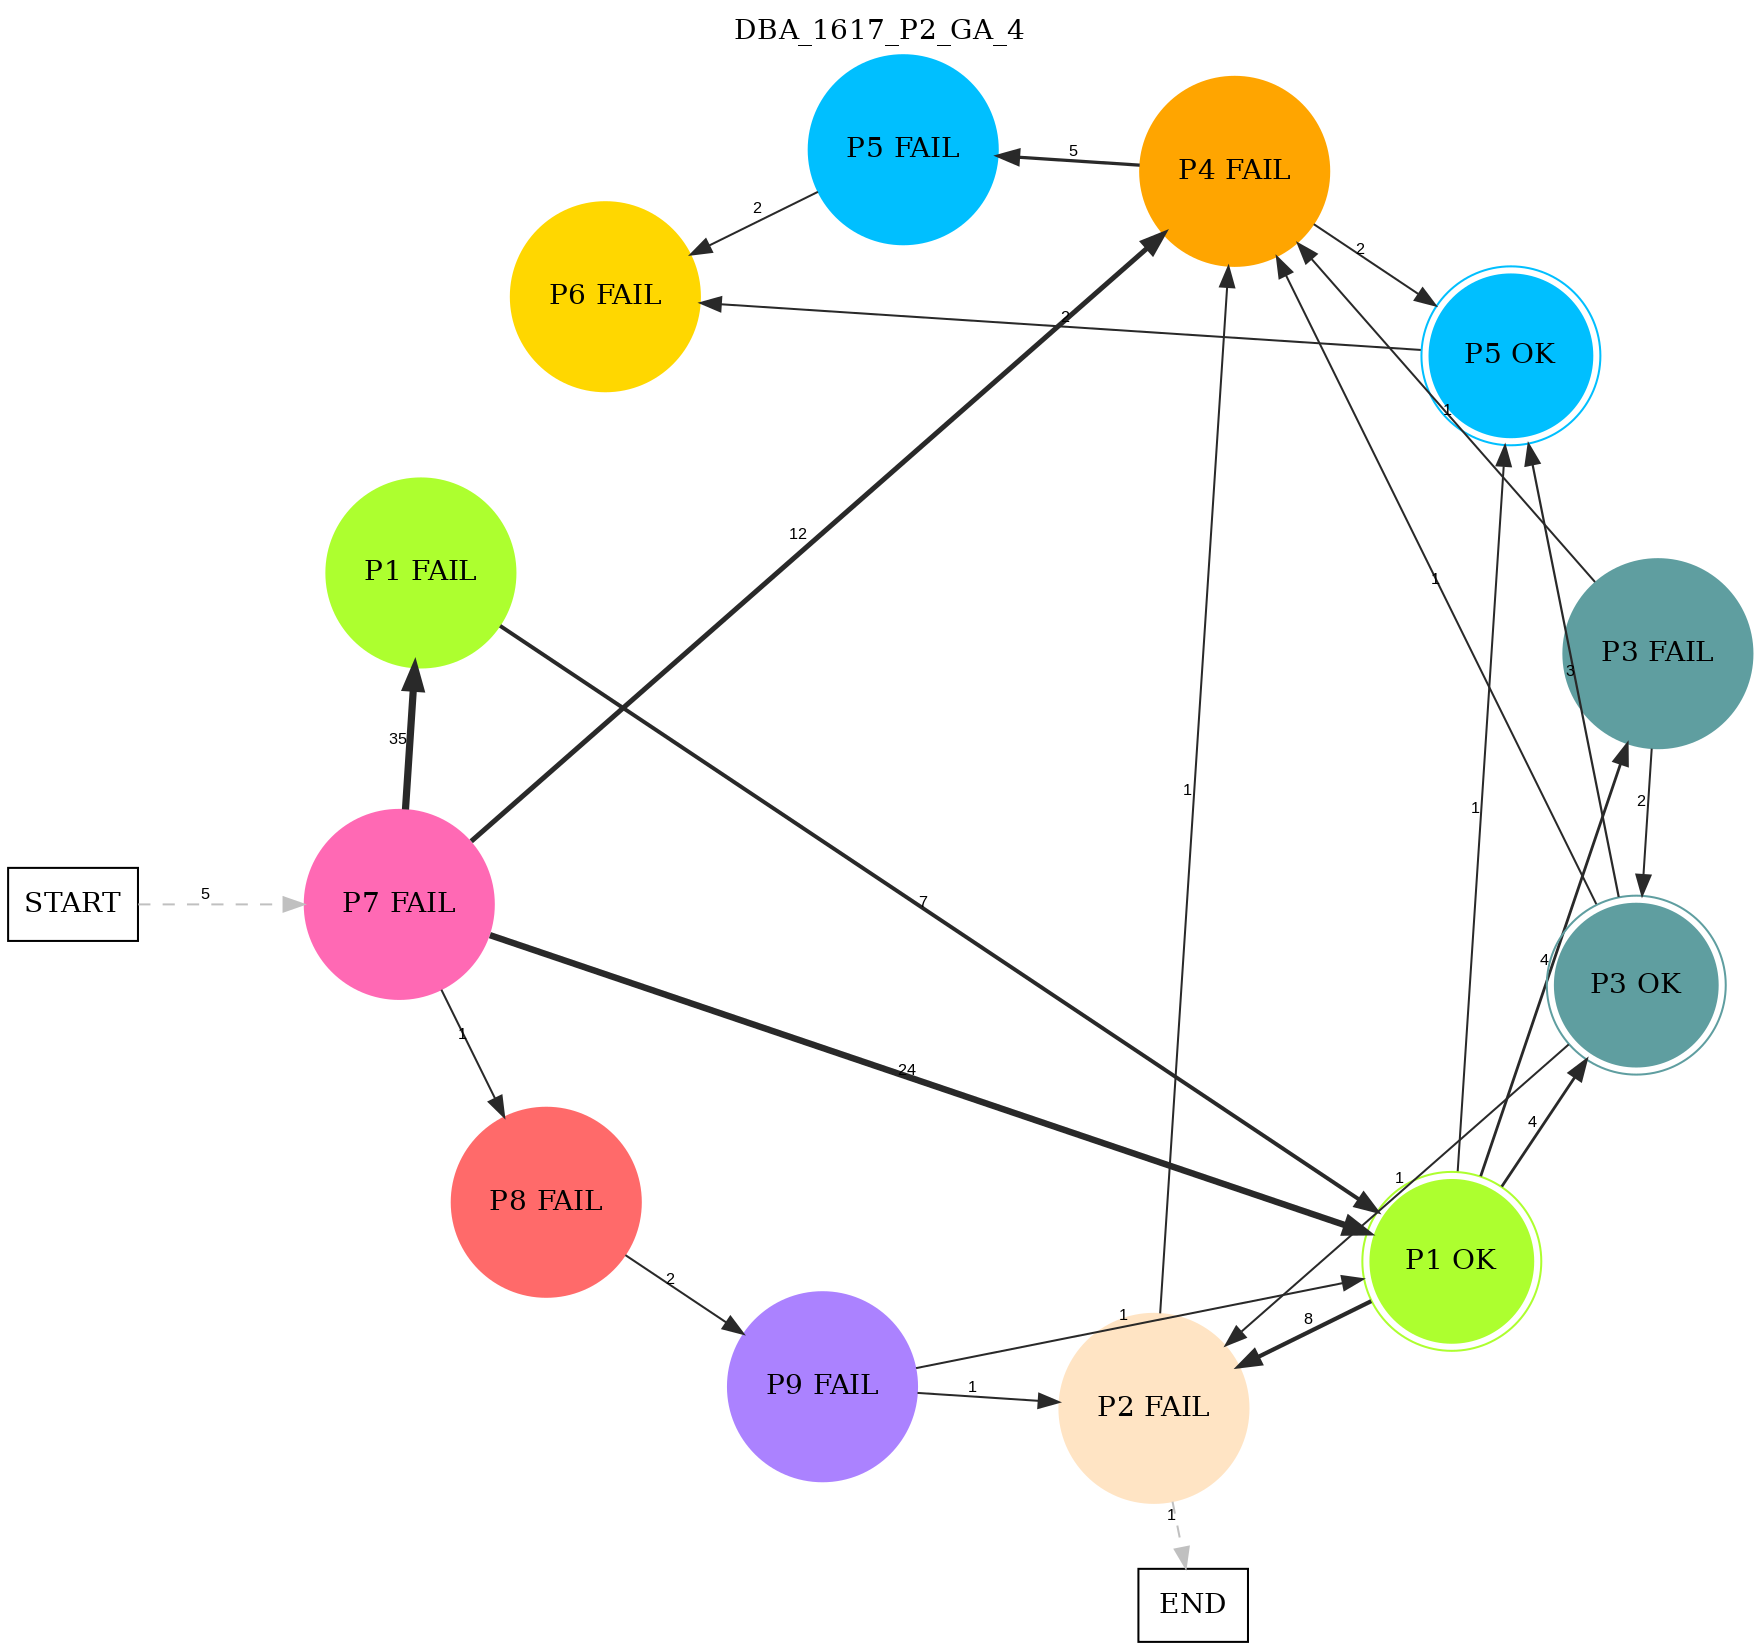 DBA_1617_P2_GA_4
P5 FAIL
5
P4 FAIL
2
2
P6 FAIL
2
P5 OK
1
12
P1 FAIL
1
P3 FAIL
3
35
1
2
1
START
5
P7 FAIL
7
4
P3 OK
1
24
4
1
P8 FAIL
P1 OK
2
1
8
P9 FAIL
1
P2 FAIL
1
END